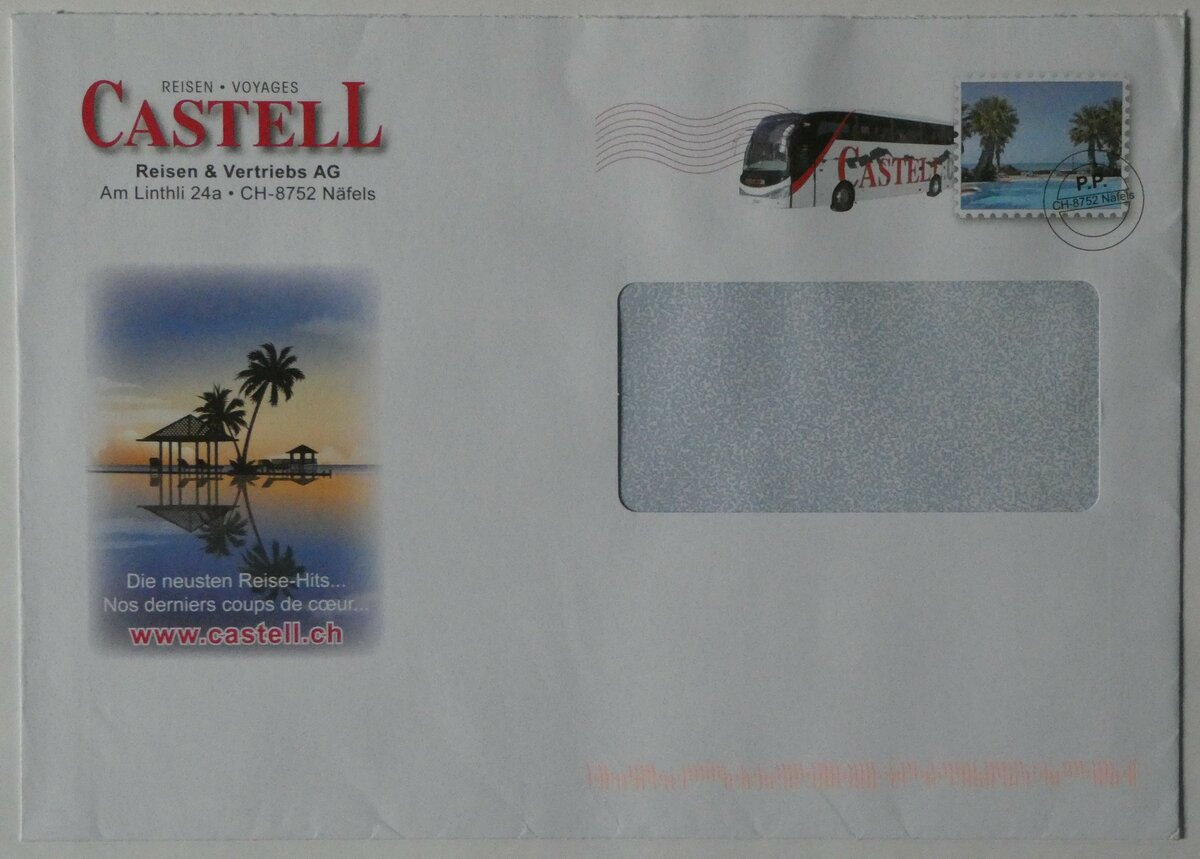 REISEN • VOYAGES
CASTELL
Reisen & Vertriebs AG
Am Linthli 24a • CH-8752 Näfels
CASTELL
P.P.
CH-8752 Näfels
Die neusten Reise-Hits...
Nos derniers coups de cœur...
www.castell.ch